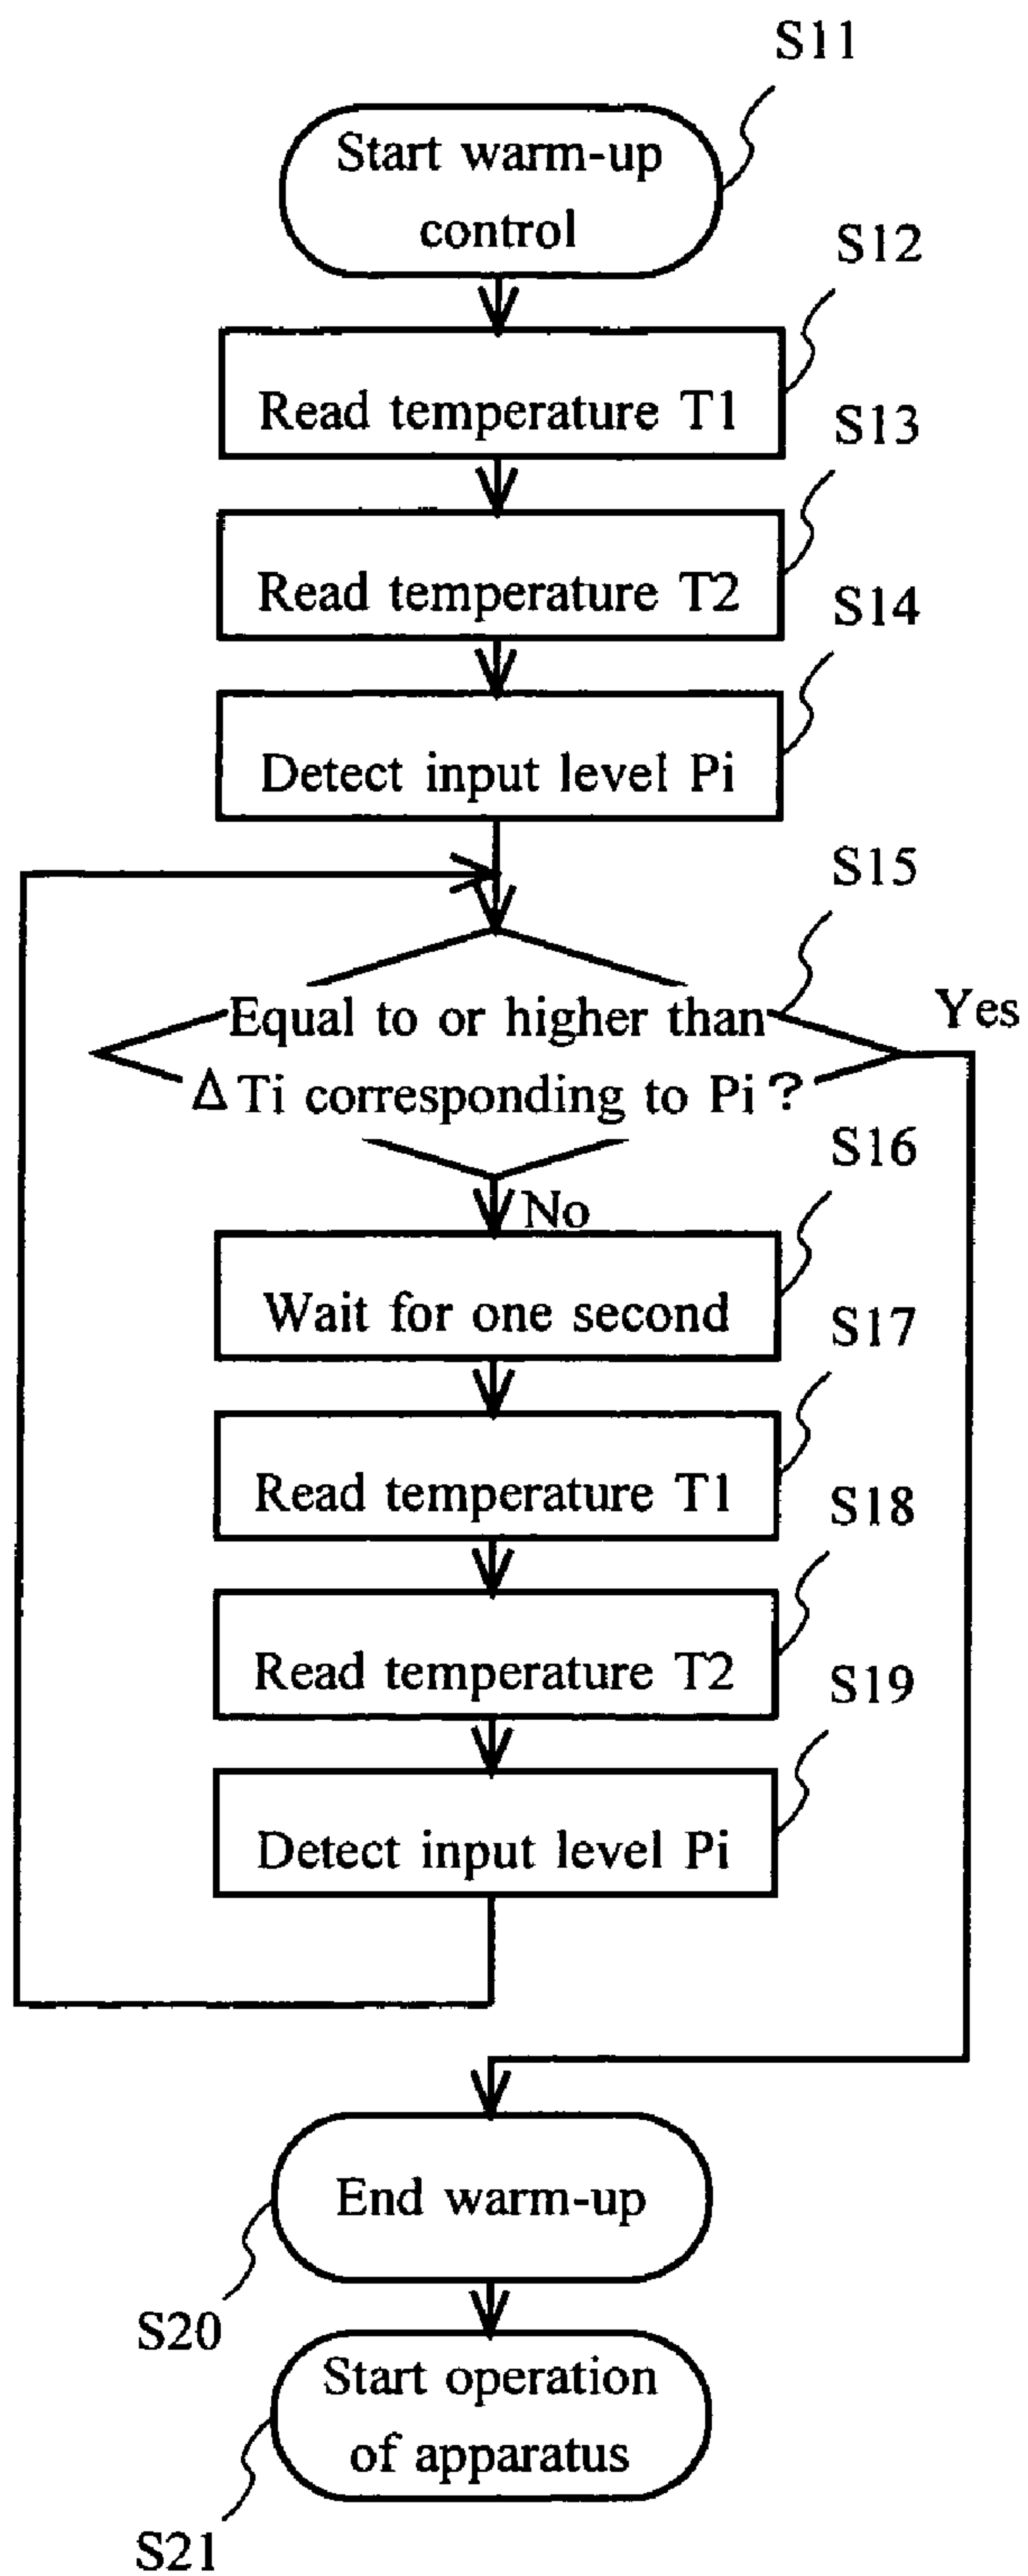 S11
Start warm-up
control
S12
Read temperature T1
S13
Read temperature T2
S14
Detect input level Pi
S15
Equal to or higher than
Δ Ti corresponding to Pi ?
Yes
No
S16
Wait for one second
S17
Read temperature T1
S18
Read temperature T2
S19
Detect input level Pi
End warm-up
S20
Start operation
of apparatus
S21